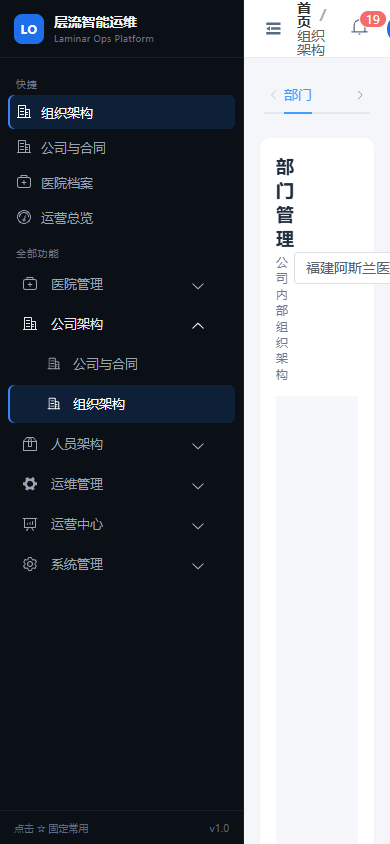 LO
层流智能运维
Laminar Ops Platform
快捷
组织架构
公司与合同
医院档案
运营总览
全部功能
医院管理
公司架构
公司与合同
组织架构
人员架构
运维管理
运营中心
系统管理
点击 ☆ 固定常用
v1.0
首
页 /
组织
架构
19
部门
部
门
管
理
公
司
内
部
组
织
架
构
福建阿斯兰医